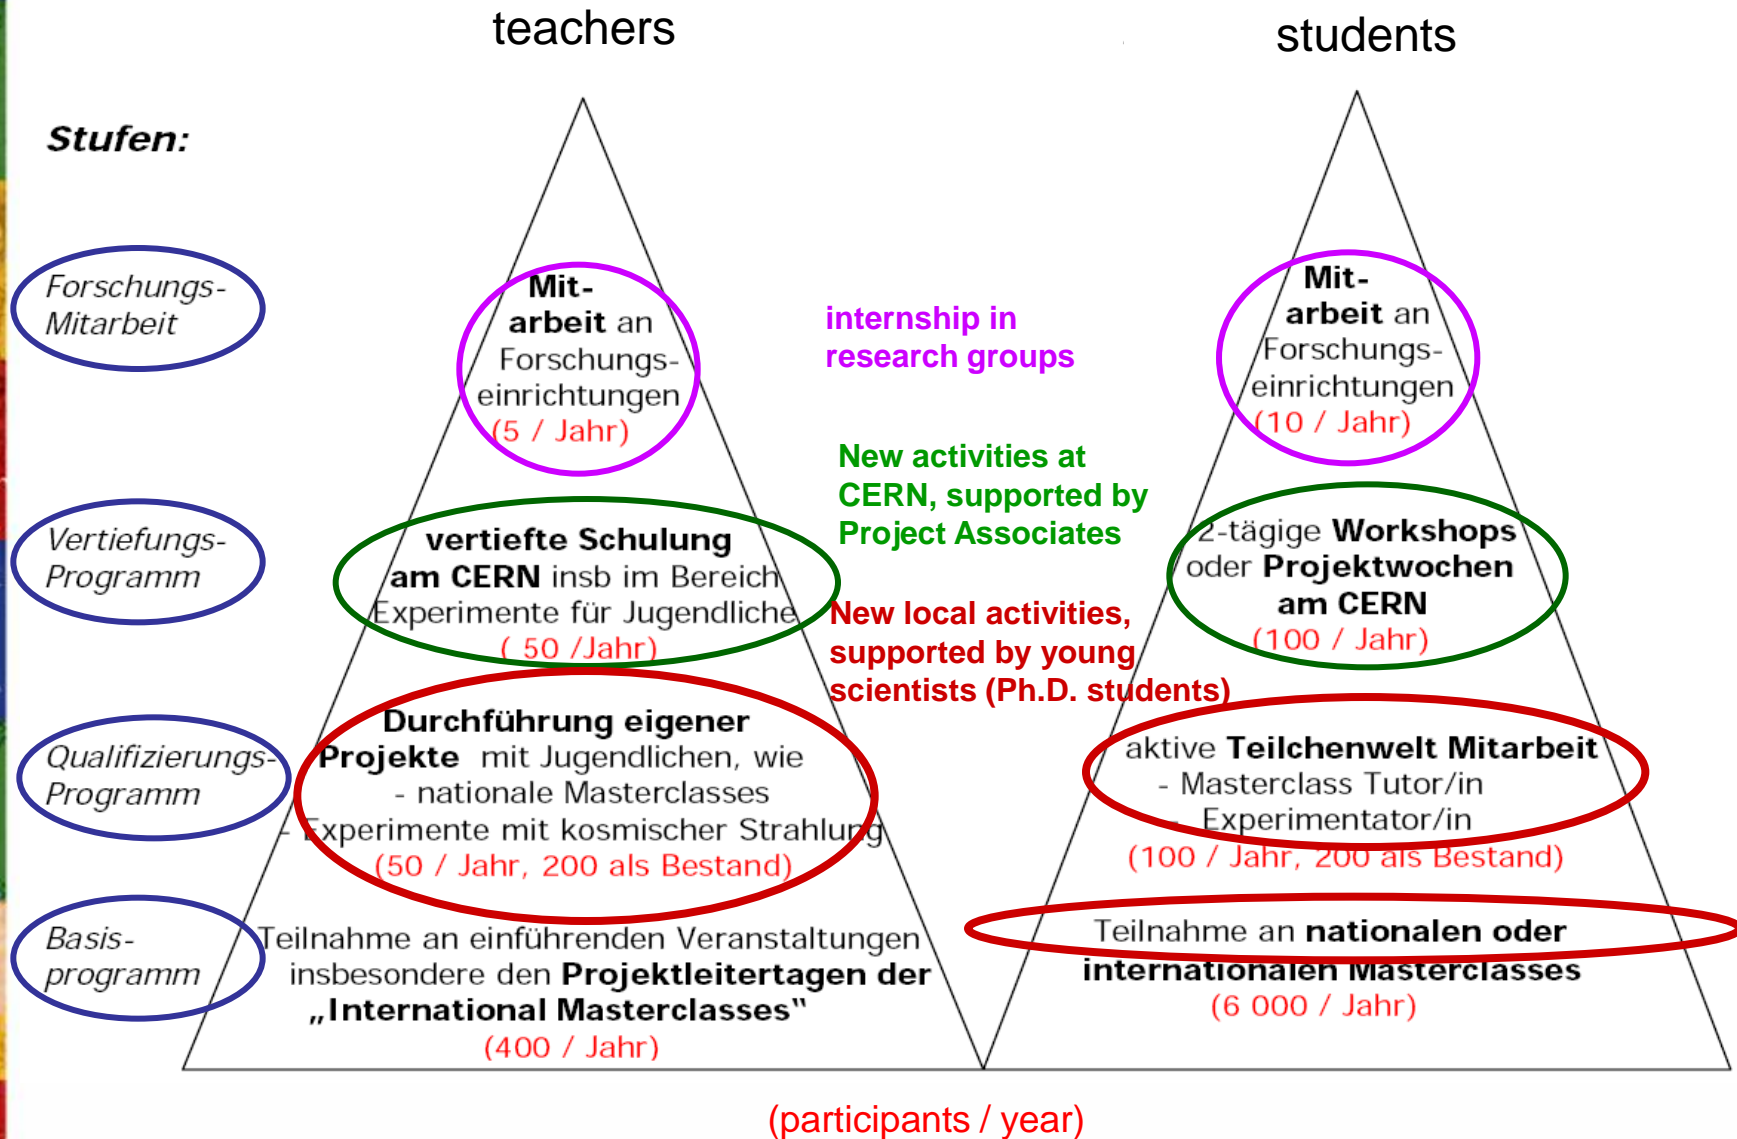 teachers
students
Stufen:
Forschungs-
Mitarbeit
Mit-
arbeit an
Forschungs-
einrichtungen
(5 / Jahr)
internship in
research groups
Mit-
arbeit an
Forschungs-
einrichtungen
(10 / Jahr)
Vertiefungs-
Programm
vertiefte Schulung
am CERN insb im Bereich
Experimente für Jugendliche
( 50 /Jahr)
New activities at
CERN, supported by
Project Associates
2-tägige Workshops
oder Projektwochen
am CERN
(100 / Jahr)
New local activities,
supported by young
scientists (Ph.D. students)
Qualifizierungs-
Programm
Durchführung eigener
Projekte mit Jugendlichen, wie
- nationale Masterclasses
- Experimente mit kosmischer Strahlung
(50 / Jahr, 200 als Bestand)
aktive Teilchenwelt Mitarbeit
- Masterclass Tutor/in
- Experimentator/in
(100 / Jahr, 200 als Bestand)
Basis-
programm
Teilnahme an einführenden Veranstaltungen
insbesondere den Projektleitertagen der
„International Masterclasses“
(400 / Jahr)
Teilnahme an nationalen oder
internationalen Masterclasses
(6 000 / Jahr)
(participants / year)